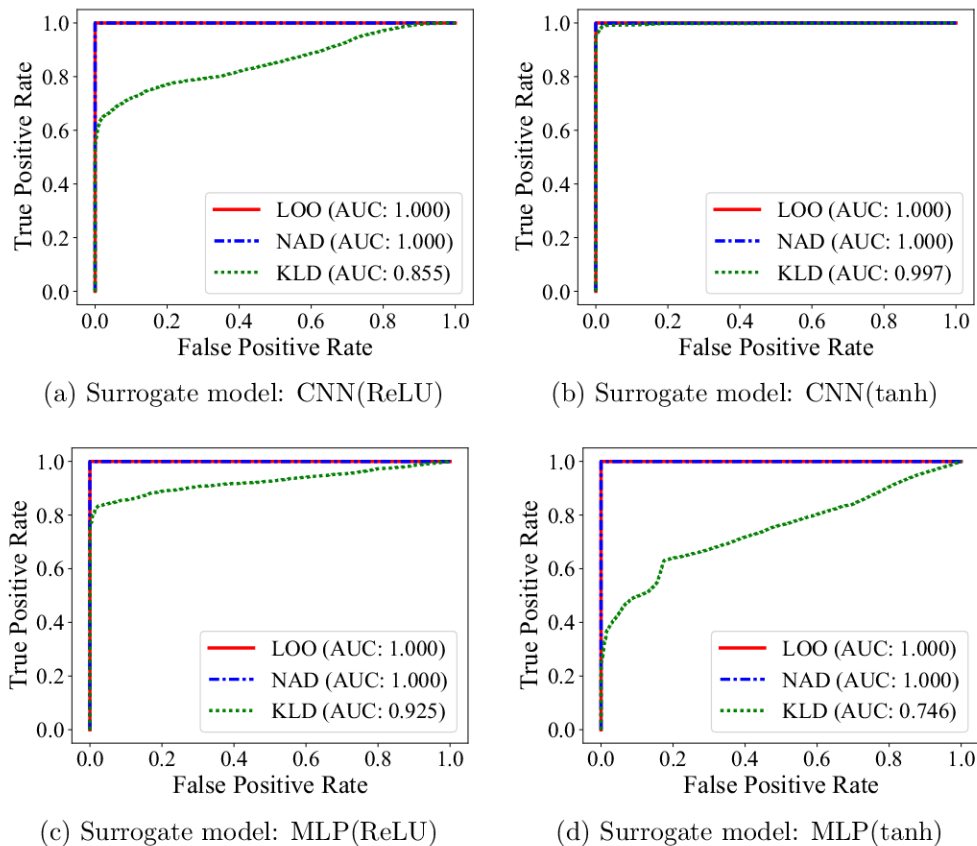 True Positive Rate
1.0
0.8
0.6
0.4
0.2
0.0
LOO (AUC: 1.000)
NAD (AUC: 1.000)
KLD (AUC: 0.855)
0.0 0.2 0.4 0.6 0.8 1.0
False Positive Rate
(a) Surrogate model: CNN(ReLU)
True Positive Rate
1.0
0.8
0.6
0.4
0.2
0.0
LOO (AUC: 1.000)
NAD (AUC: 1.000)
KLD (AUC: 0.997)
0.0 0.2 0.4 0.6 0.8 1.0
False Positive Rate
(b) Surrogate model: CNN(tanh)
True Positive Rate
1.0
0.8
0.6
0.4
0.2
0.0
LOO (AUC: 1.000)
NAD (AUC: 1.000)
KLD (AUC: 0.925)
0.0 0.2 0.4 0.6 0.8 1.0
False Positive Rate
(c) Surrogate model: MLP(ReLU)
True Positive Rate
1.0
0.8
0.6
0.4
0.2
0.0
LOO (AUC: 1.000)
NAD (AUC: 1.000)
KLD (AUC: 0.746)
0.0 0.2 0.4 0.6 0.8 1.0
False Positive Rate
(d) Surrogate model: MLP(tanh)